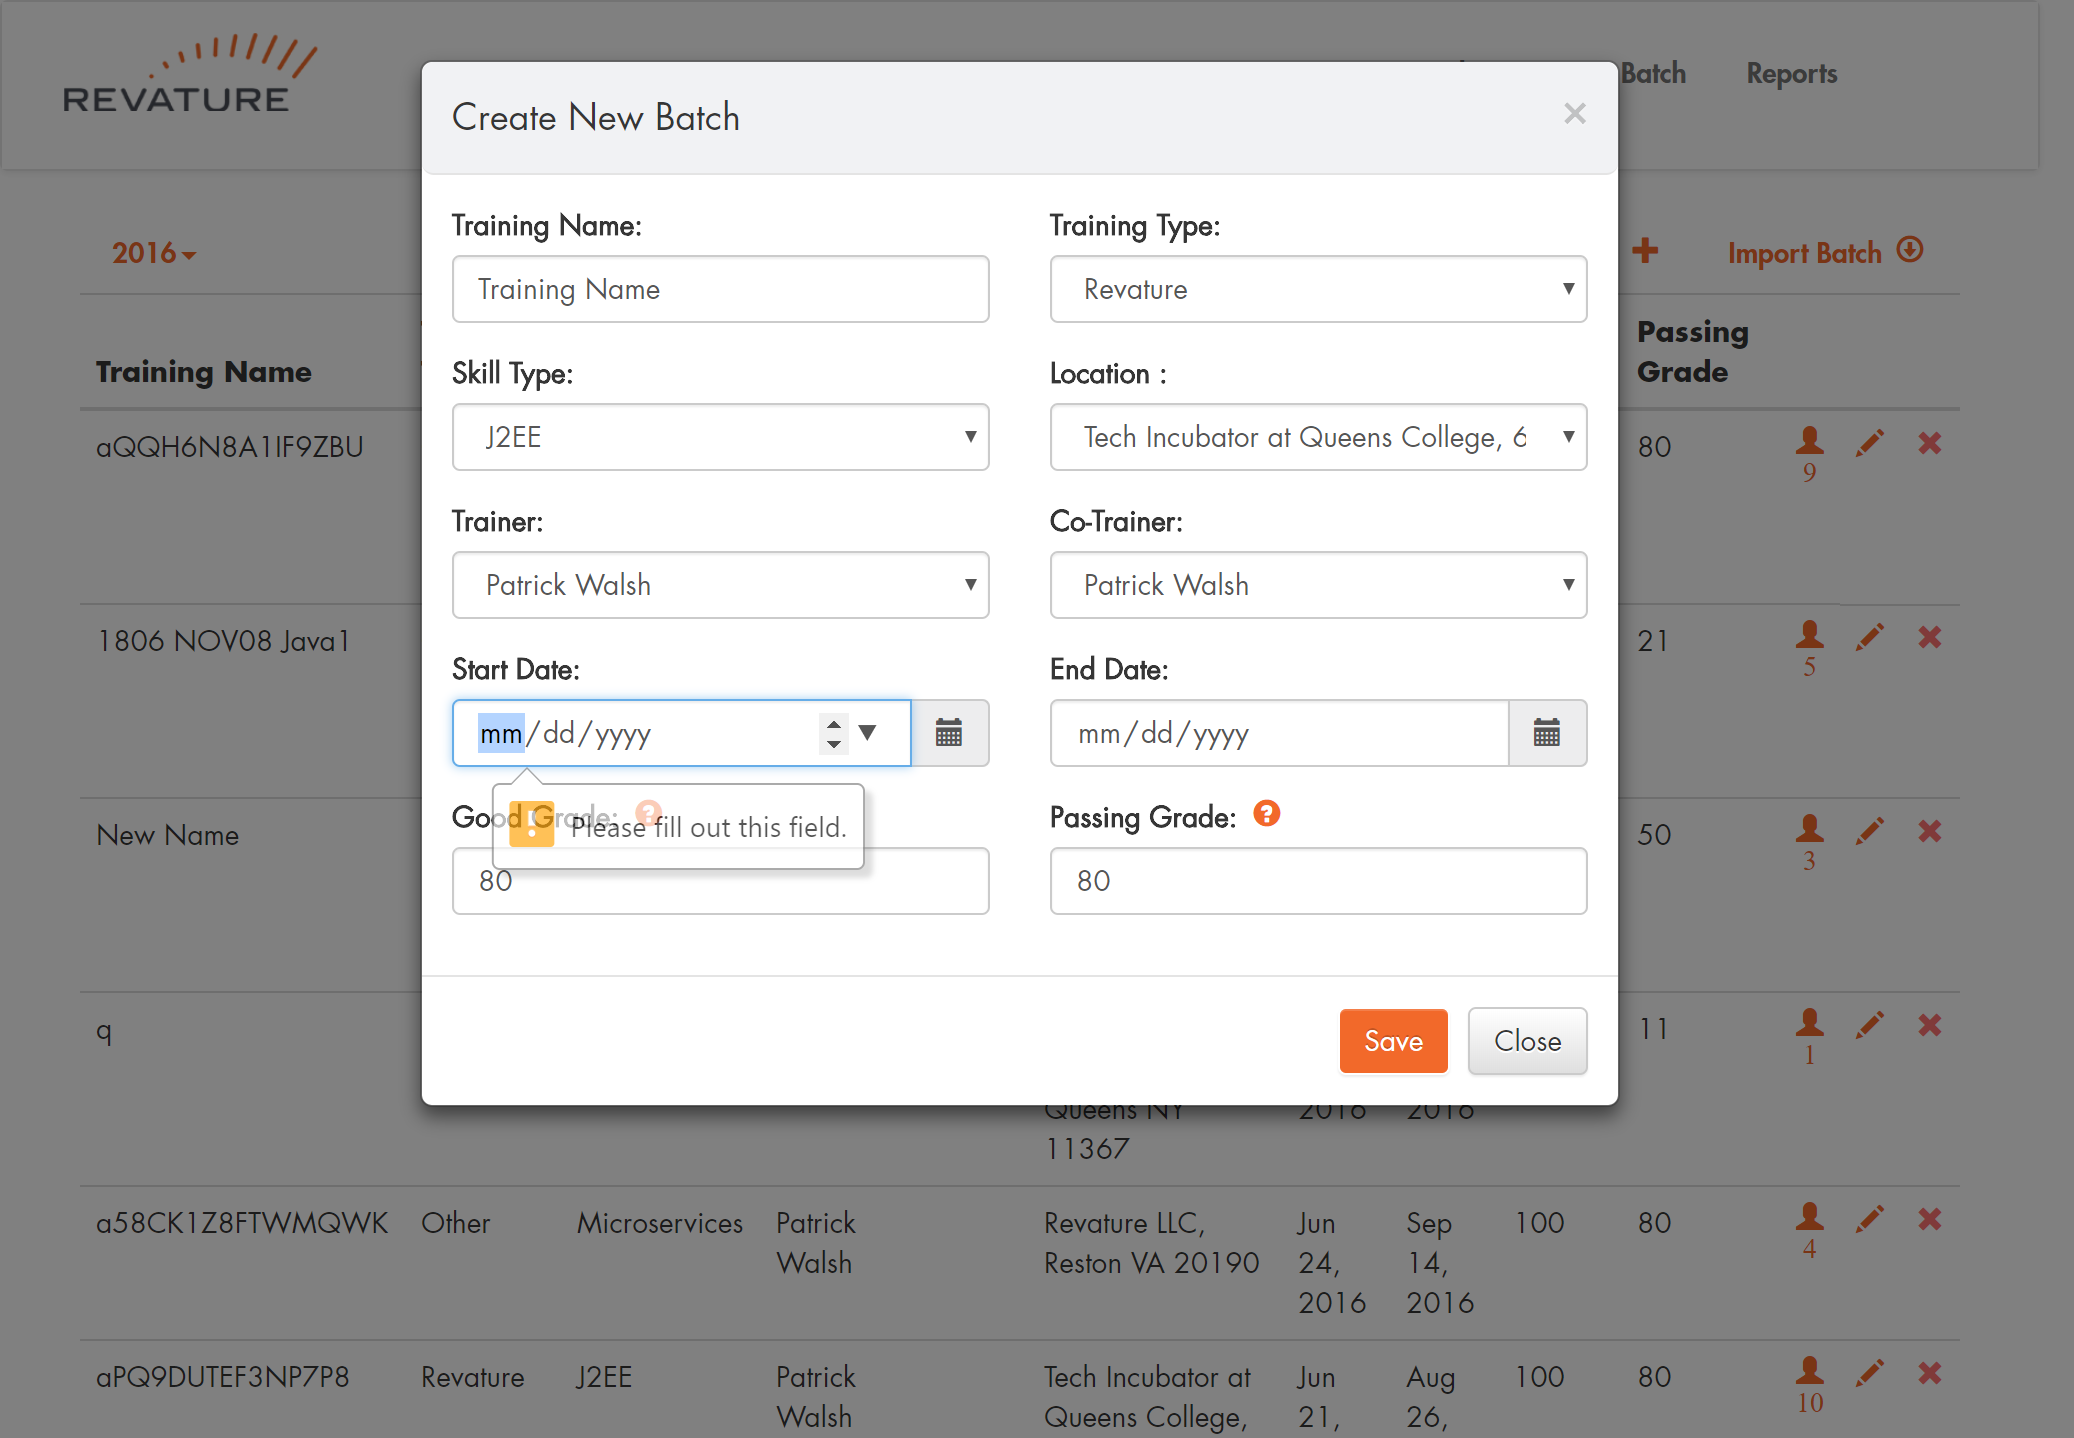 REVATURE
Batch
Reports
Create New Batch
×
2016
Import Batch
Training Name:
Training Type:
Training Name
Revature
Passing
Grade
Training Name
Skill Type:
Location :
J2EE
Tech Incubator at Queens College, 6
aQQH6N8A1IF9ZBU
80
9
Trainer:
Co-Trainer:
Patrick Walsh
Patrick Walsh
1806 NOV08 Java1
21
5
Start Date:
End Date:
mm/dd/yyyy
mm/dd/yyyy
Good Grade: ?
Passing Grade: ?
! Please fill out this field.
80
80
New Name
50
3
q
11
1
Save
Close
Queens NY
2016
2016
11367
a58CK1Z8FTWMQWK
Other
Microservices
Patrick
Walsh
Revature LLC,
Reston VA 20190
Jun
24,
2016
Sep
14,
2016
100
80
4
aPQ9DUTEF3NP7P8
Revature
J2EE
Patrick
Walsh
Tech Incubator at
Queens College,
Jun
21,
Aug
26,
100
80
10